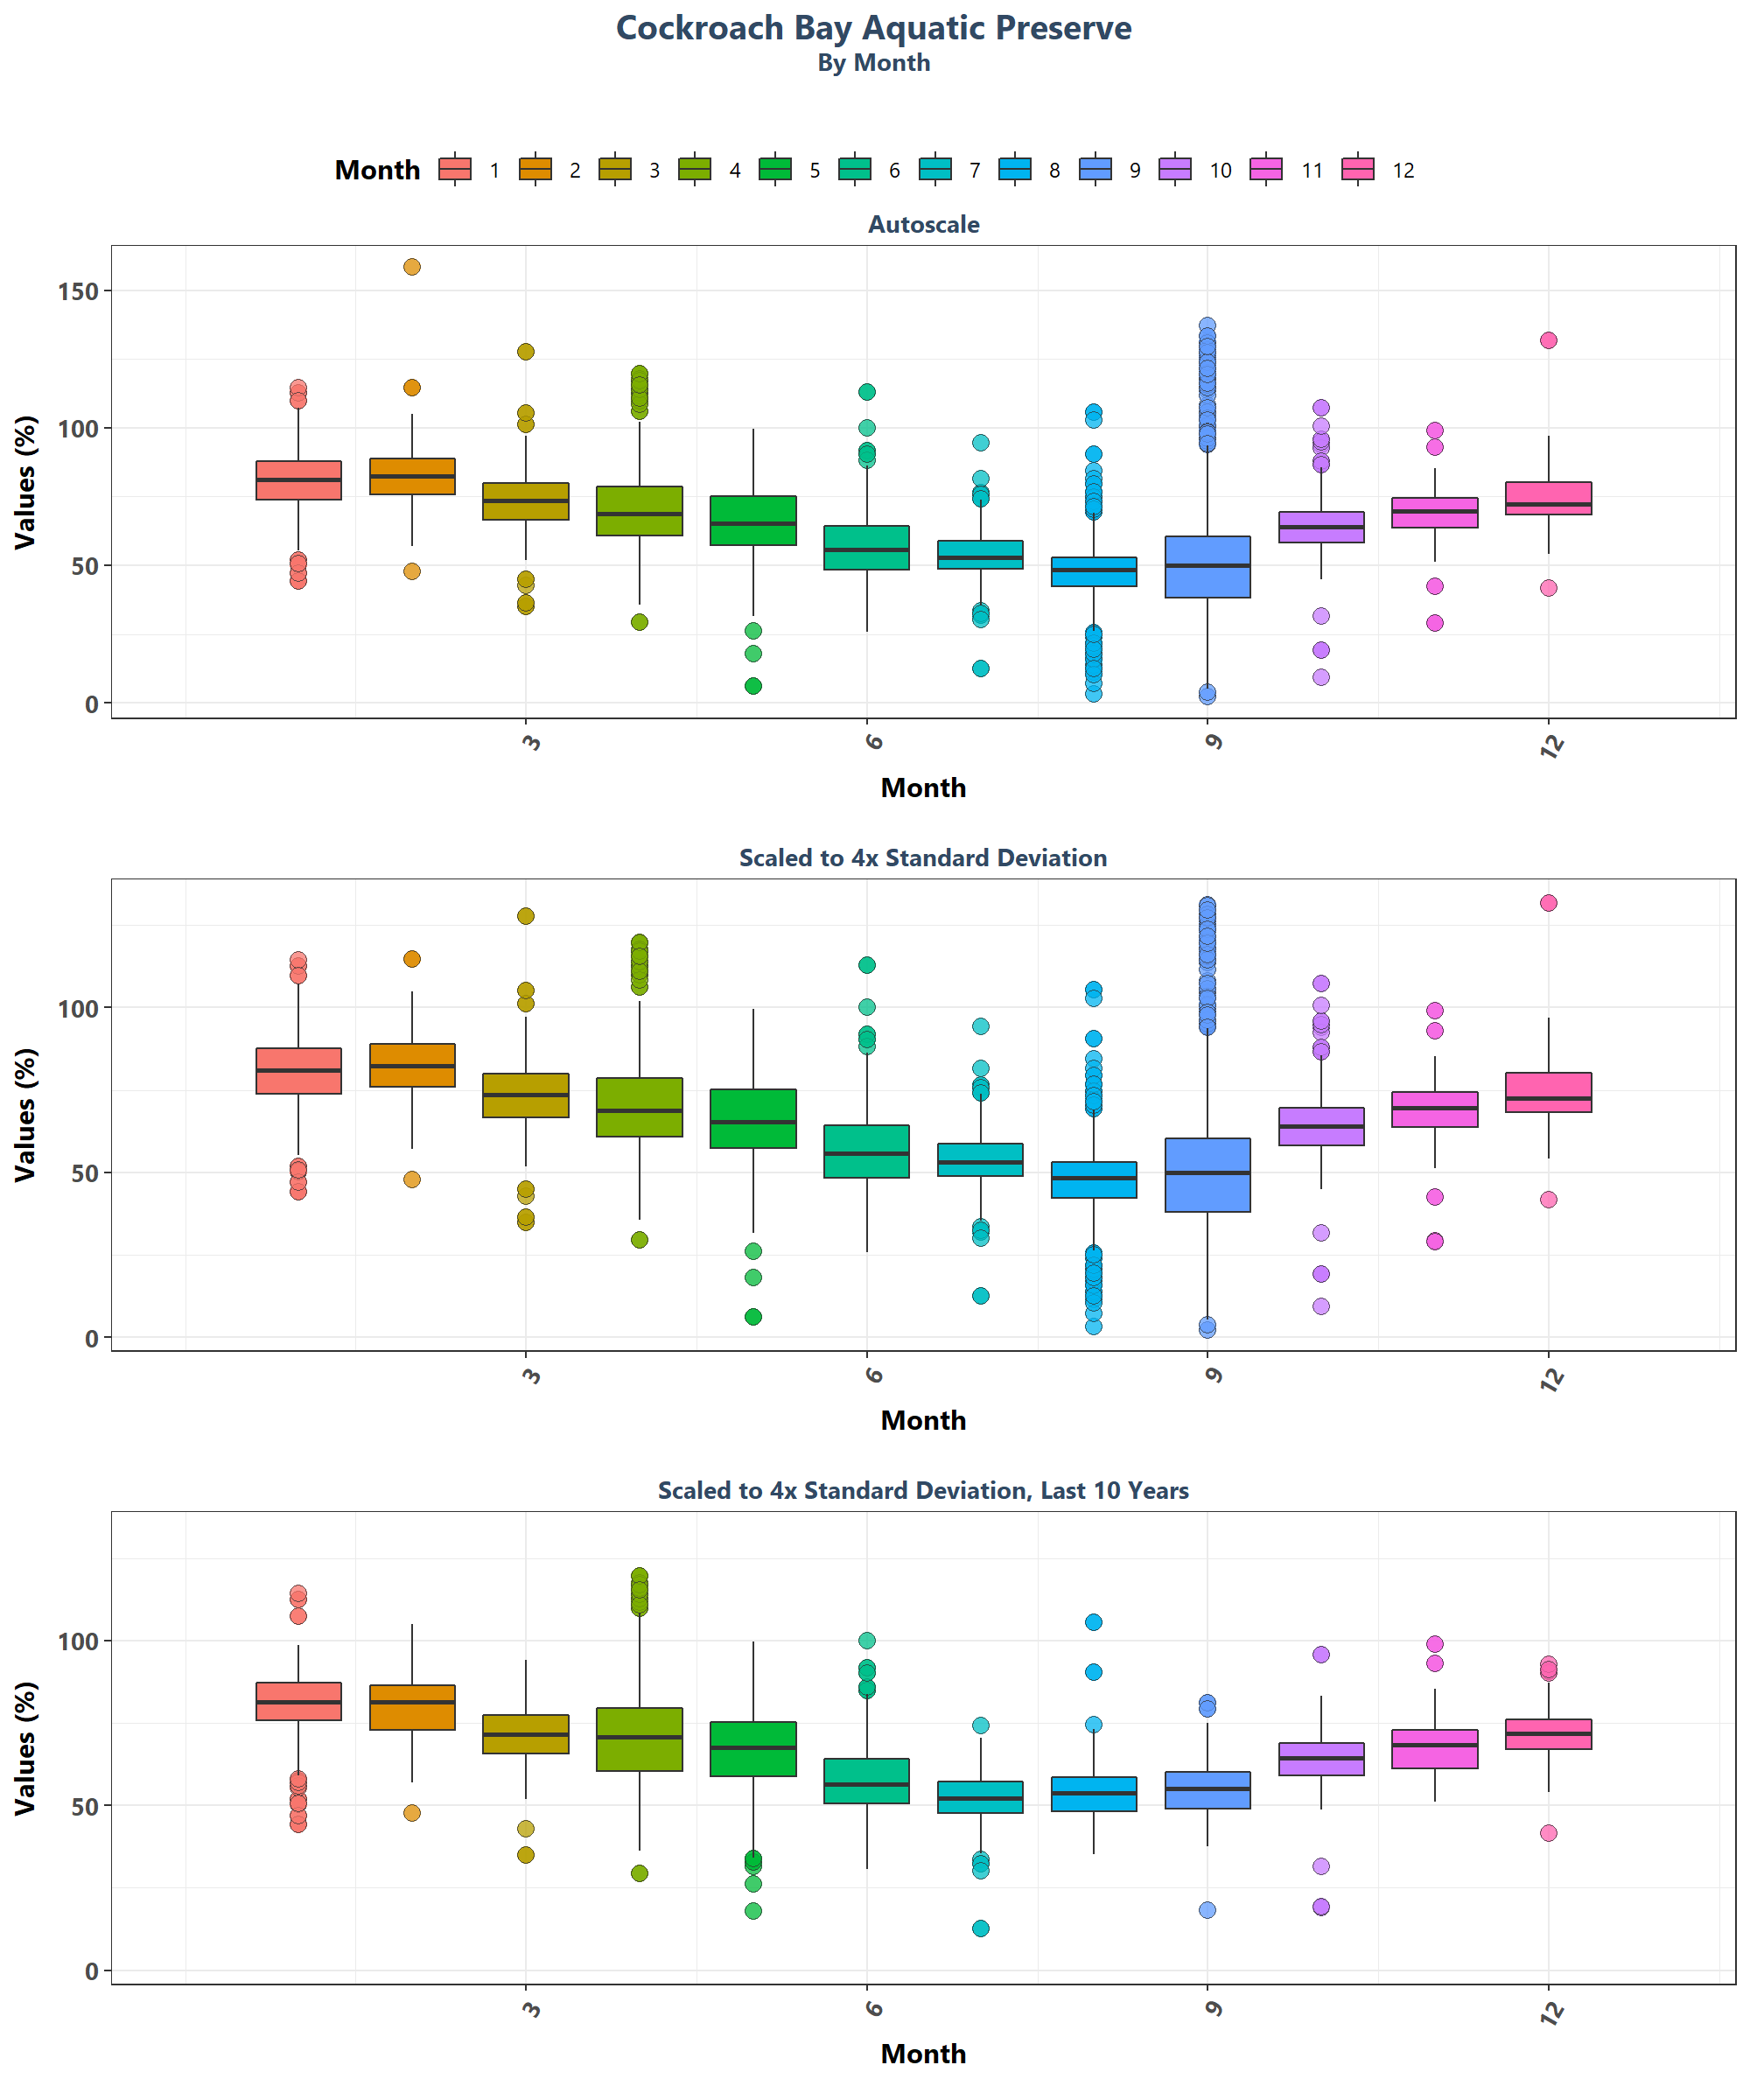 Cockroach Bay Aquatic Preserve
By Month
Month 1 2 3 4 5 6 7 8 9 10 11 12
Autoscale
Values (%)
150
100
50
0
3 6 9 12
Month
Scaled to 4x Standard Deviation
Values (%)
100
50
0
3 6 9 12
Month
Scaled to 4x Standard Deviation, Last 10 Years
Values (%)
100
50
0
3 6 9 12
Month